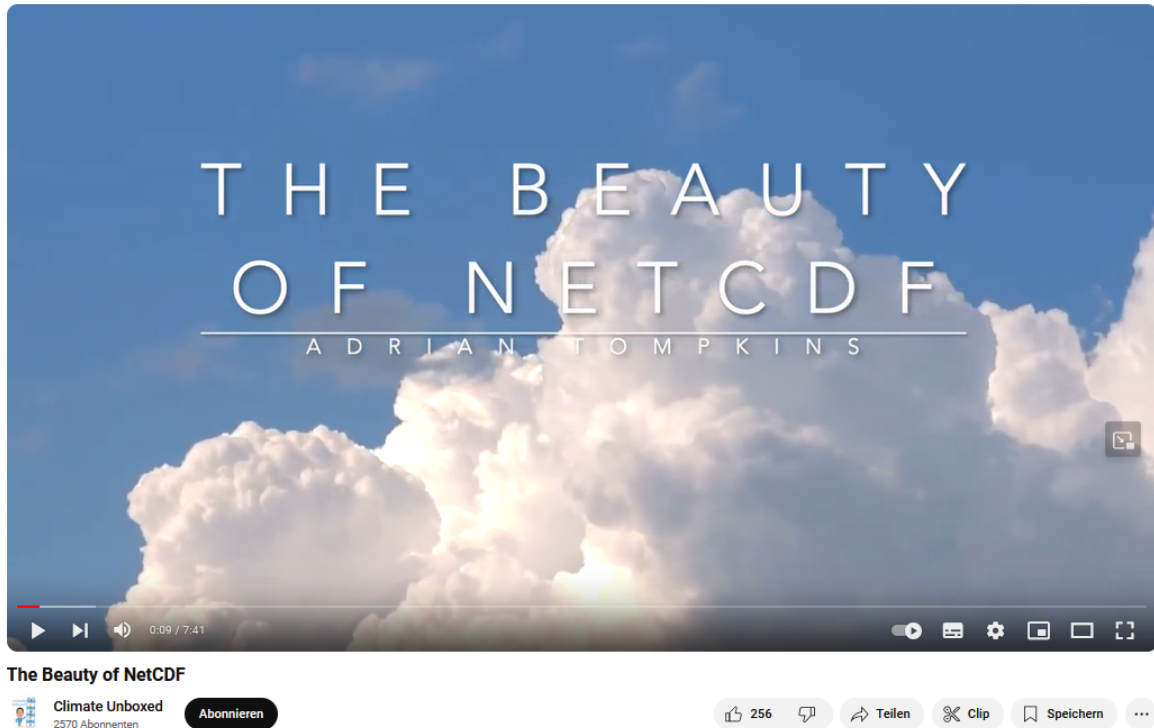 THE BEAUTY
OF NETCDF
ADRIAN TOMPKINS
0:09 / 7:41
The Beauty of NetCDF
Climate Unboxed
2570 Abonnenten
Abonnieren
256
Teilen
Clip
Speichern